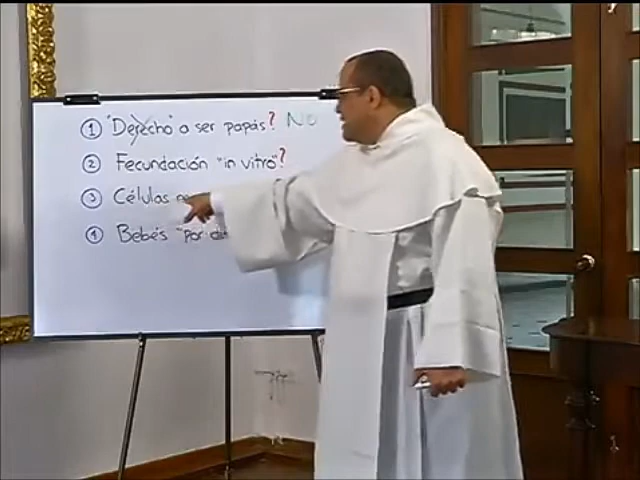 ① "Derecho" a ser papás? NO
② Fecundación "in vitro"?
③ Células
④ Bebés "por